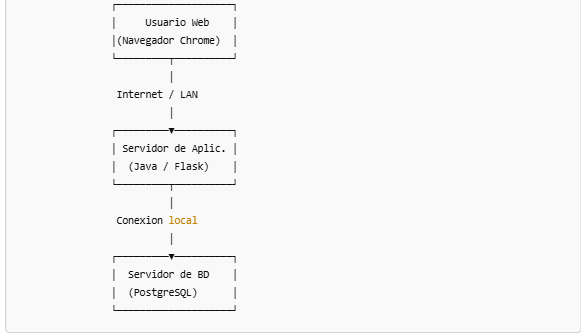 Usuario Web
(Navegador Chrome)
Internet / LAN
Servidor de Aplic.
(Java / Flask)
Conexion local
Servidor de BD
(PostgreSQL)